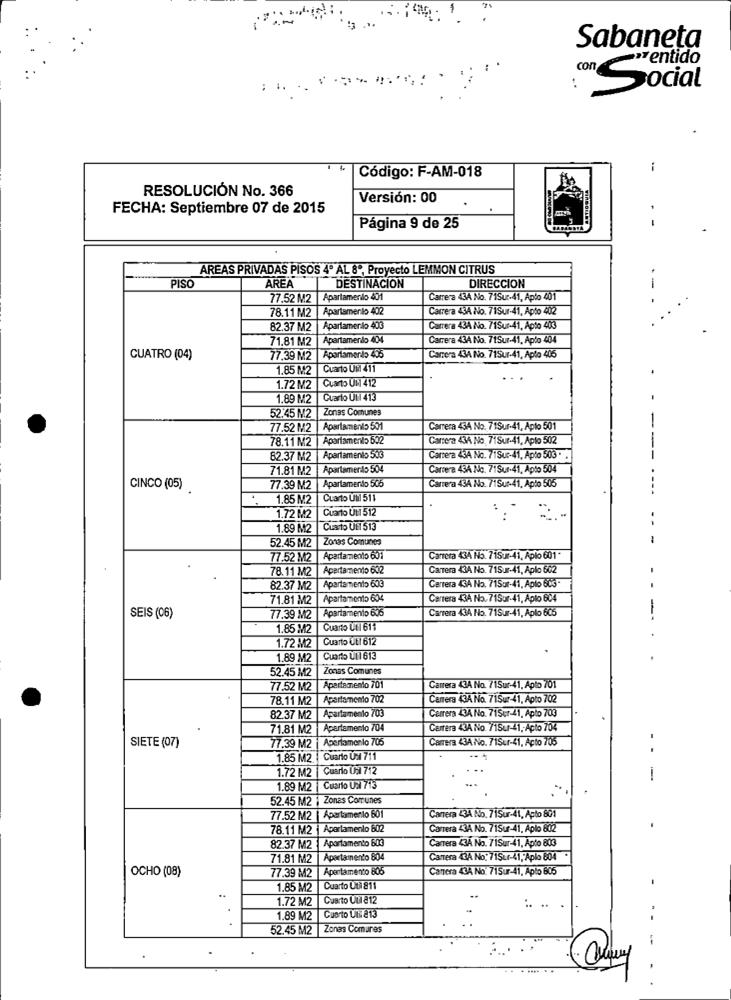 Sabaneta
con Sentido
Social
RESOLUCIÓN No. 366
FECHA: Septiembre 07 de 2015
Código: F-AM-018
Versión: 00
Página 9 de 25
SABANETA
ANTIOQUIA
AREAS PRIVADAS PISOS 4° AL 8°, Proyecto LEMMON CITRUS
PISO AREA DESTINACION DIRECCION
CUATRO (04)
77.52 M2 Apartamento 401 Carrera 43A No. 71Sur-41, Apto 401
78.11 M2 Apartamento 402 Carrera 43A No. 71Sur-41, Apto 402
82.37 M2 Apartamento 403 Carrera 43A No. 71Sur-41, Apto 403
71.81 M2 Apartamento 404 Carrera 43A No. 71Sur-41, Apto 404
77.39 M2 Apartamento 405 Carrera 43A No. 71Sur-41, Apto 405
1.85 M2 Cuarto Útil 411
1.72 M2 Cuarto Útil 412
1.89 M2 Cuarto Útil 413
52.45 M2 Zonas Comunes
CINCO (05)
77.52 M2 Apartamento 501 Carrera 43A No. 71Sur-41, Apto 501
78.11 M2 Apartamento 502 Carrera 43A No. 71Sur-41, Apto 502
82.37 M2 Apartamento 503 Carrera 43A No. 71Sur-41, Apto 503
71.81 M2 Apartamento 504 Carrera 43A No. 71Sur-41, Apto 504
77.39 M2 Apartamento 505 Carrera 43A No. 71Sur-41, Apto 505
1.85 M2 Cuarto Útil 511
1.72 M2 Cuarto Útil 512
1.89 M2 Cuarto Útil 513
52.45 M2 Zonas Comunes
SEIS (06)
77.52 M2 Apartamento 601 Carrera 43A No. 71Sur-41, Apto 601
78.11 M2 Apartamento 602 Carrera 43A No. 71Sur-41, Apto 602
82.37 M2 Apartamento 603 Carrera 43A No. 71Sur-41, Apto 603
71.81 M2 Apartamento 604 Carrera 43A No. 71Sur-41, Apto 604
77.39 M2 Apartamento 605 Carrera 43A No. 71Sur-41, Apto 605
1.85 M2 Cuarto Útil 611
1.72 M2 Cuarto Útil 612
1.89 M2 Cuarto Útil 613
52.45 M2 Zonas Comunes
SIETE (07)
77.52 M2 Apartamento 701 Carrera 43A No. 71Sur-41, Apto 701
78.11 M2 Apartamento 702 Carrera 43A No. 71Sur-41, Apto 702
82.37 M2 Apartamento 703 Carrera 43A No. 71Sur-41, Apto 703
71.81 M2 Apartamento 704 Carrera 43A No. 71Sur-41, Apto 704
77.39 M2 Apartamento 705 Carrera 43A No. 71Sur-41, Apto 705
1.85 M2 Cuarto Útil 711
1.72 M2 Cuarto Útil 712
1.89 M2 Cuarto Útil 713
52.45 M2 Zonas Comunes
OCHO (08)
77.52 M2 Apartamento 801 Carrera 43A No. 71Sur-41, Apto 801
78.11 M2 Apartamento 802 Carrera 43A No. 71Sur-41, Apto 802
82.37 M2 Apartamento 803 Carrera 43A No. 71Sur-41, Apto 803
71.81 M2 Apartamento 804 Carrera 43A No. 71Sur-41, Apto 804
77.39 M2 Apartamento 805 Carrera 43A No. 71Sur-41, Apto 805
1.85 M2 Cuarto Útil 811
1.72 M2 Cuarto Útil 812
1.89 M2 Cuarto Útil 813
52.45 M2 Zonas Comunes